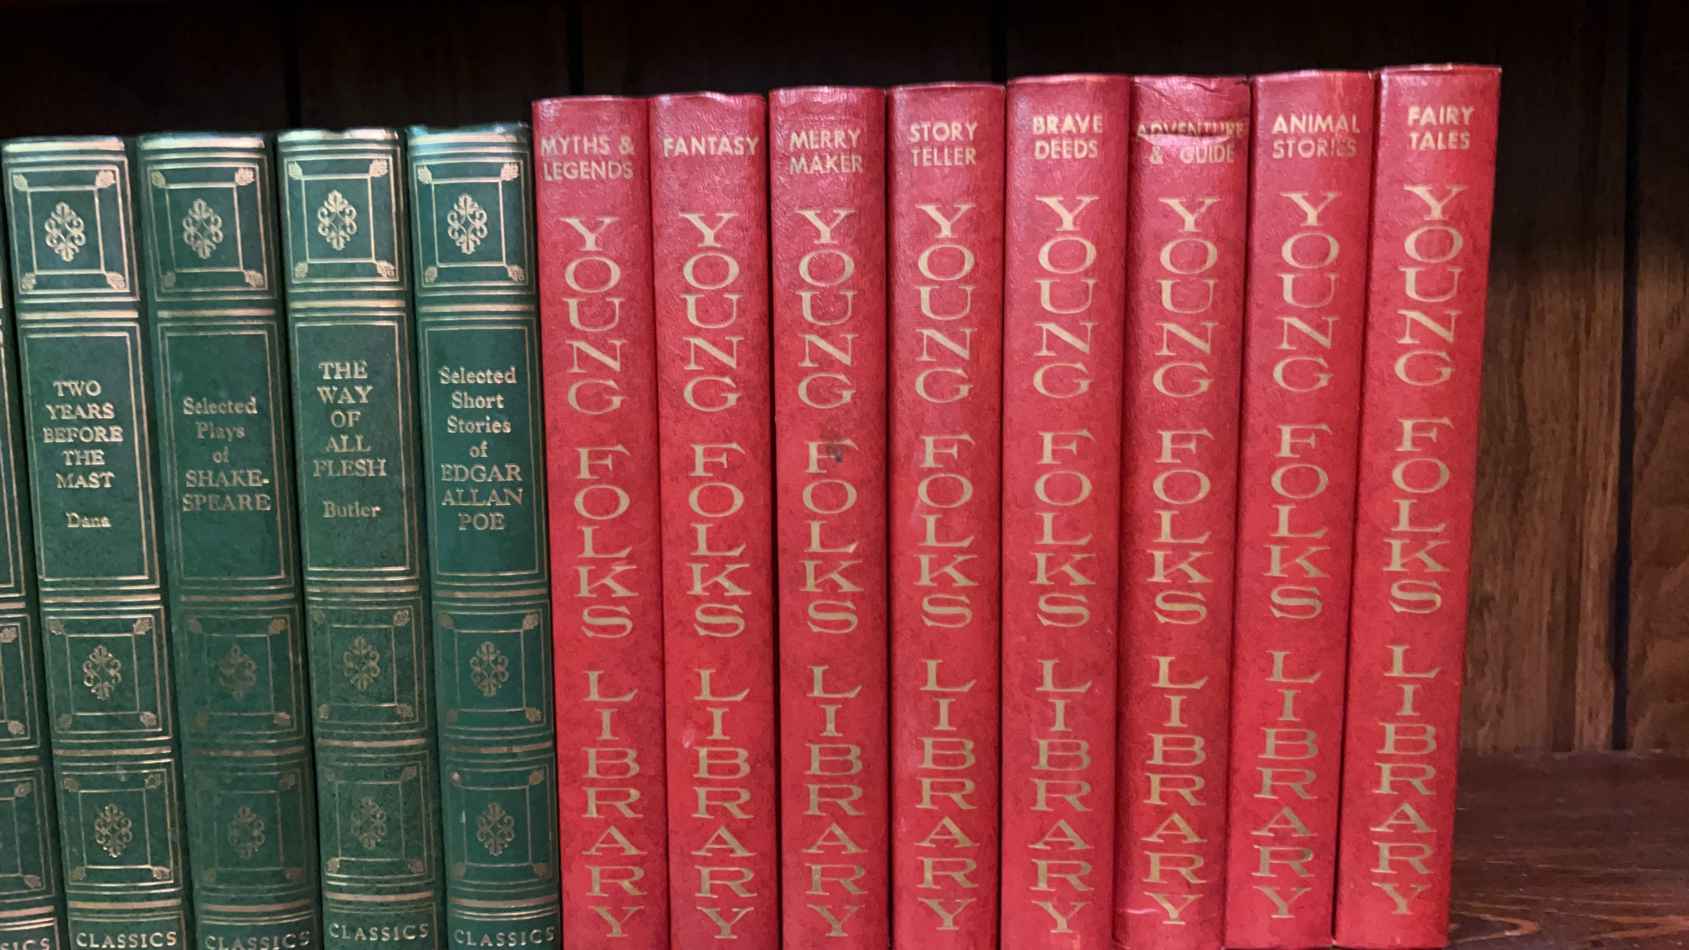 TWO
YEARS
BEFORE
THE
MAST
Dana
CLASSICS
Selected
Plays
of
SHAKE-
SPEARE
CLASSICS
THE
WAY
OF
ALL
FLESH
Butler
CLASSICS
Selected
Short
Stories
of
EDGAR
ALLAN
POE
CLASSICS
MYTHS &
LEGENDS
YOUNG FOLKS LIBRARY
FANTASY
YOUNG FOLKS LIBRARY
MERRY
MAKER
YOUNG FOLKS LIBRARY
STORY
TELLER
YOUNG FOLKS LIBRARY
BRAVE
DEEDS
YOUNG FOLKS LIBRARY
ADVENTURE
& GUIDE
YOUNG FOLKS LIBRARY
ANIMAL
STORIES
YOUNG FOLKS LIBRARY
FAIRY
TALES
YOUNG FOLKS LIBRARY